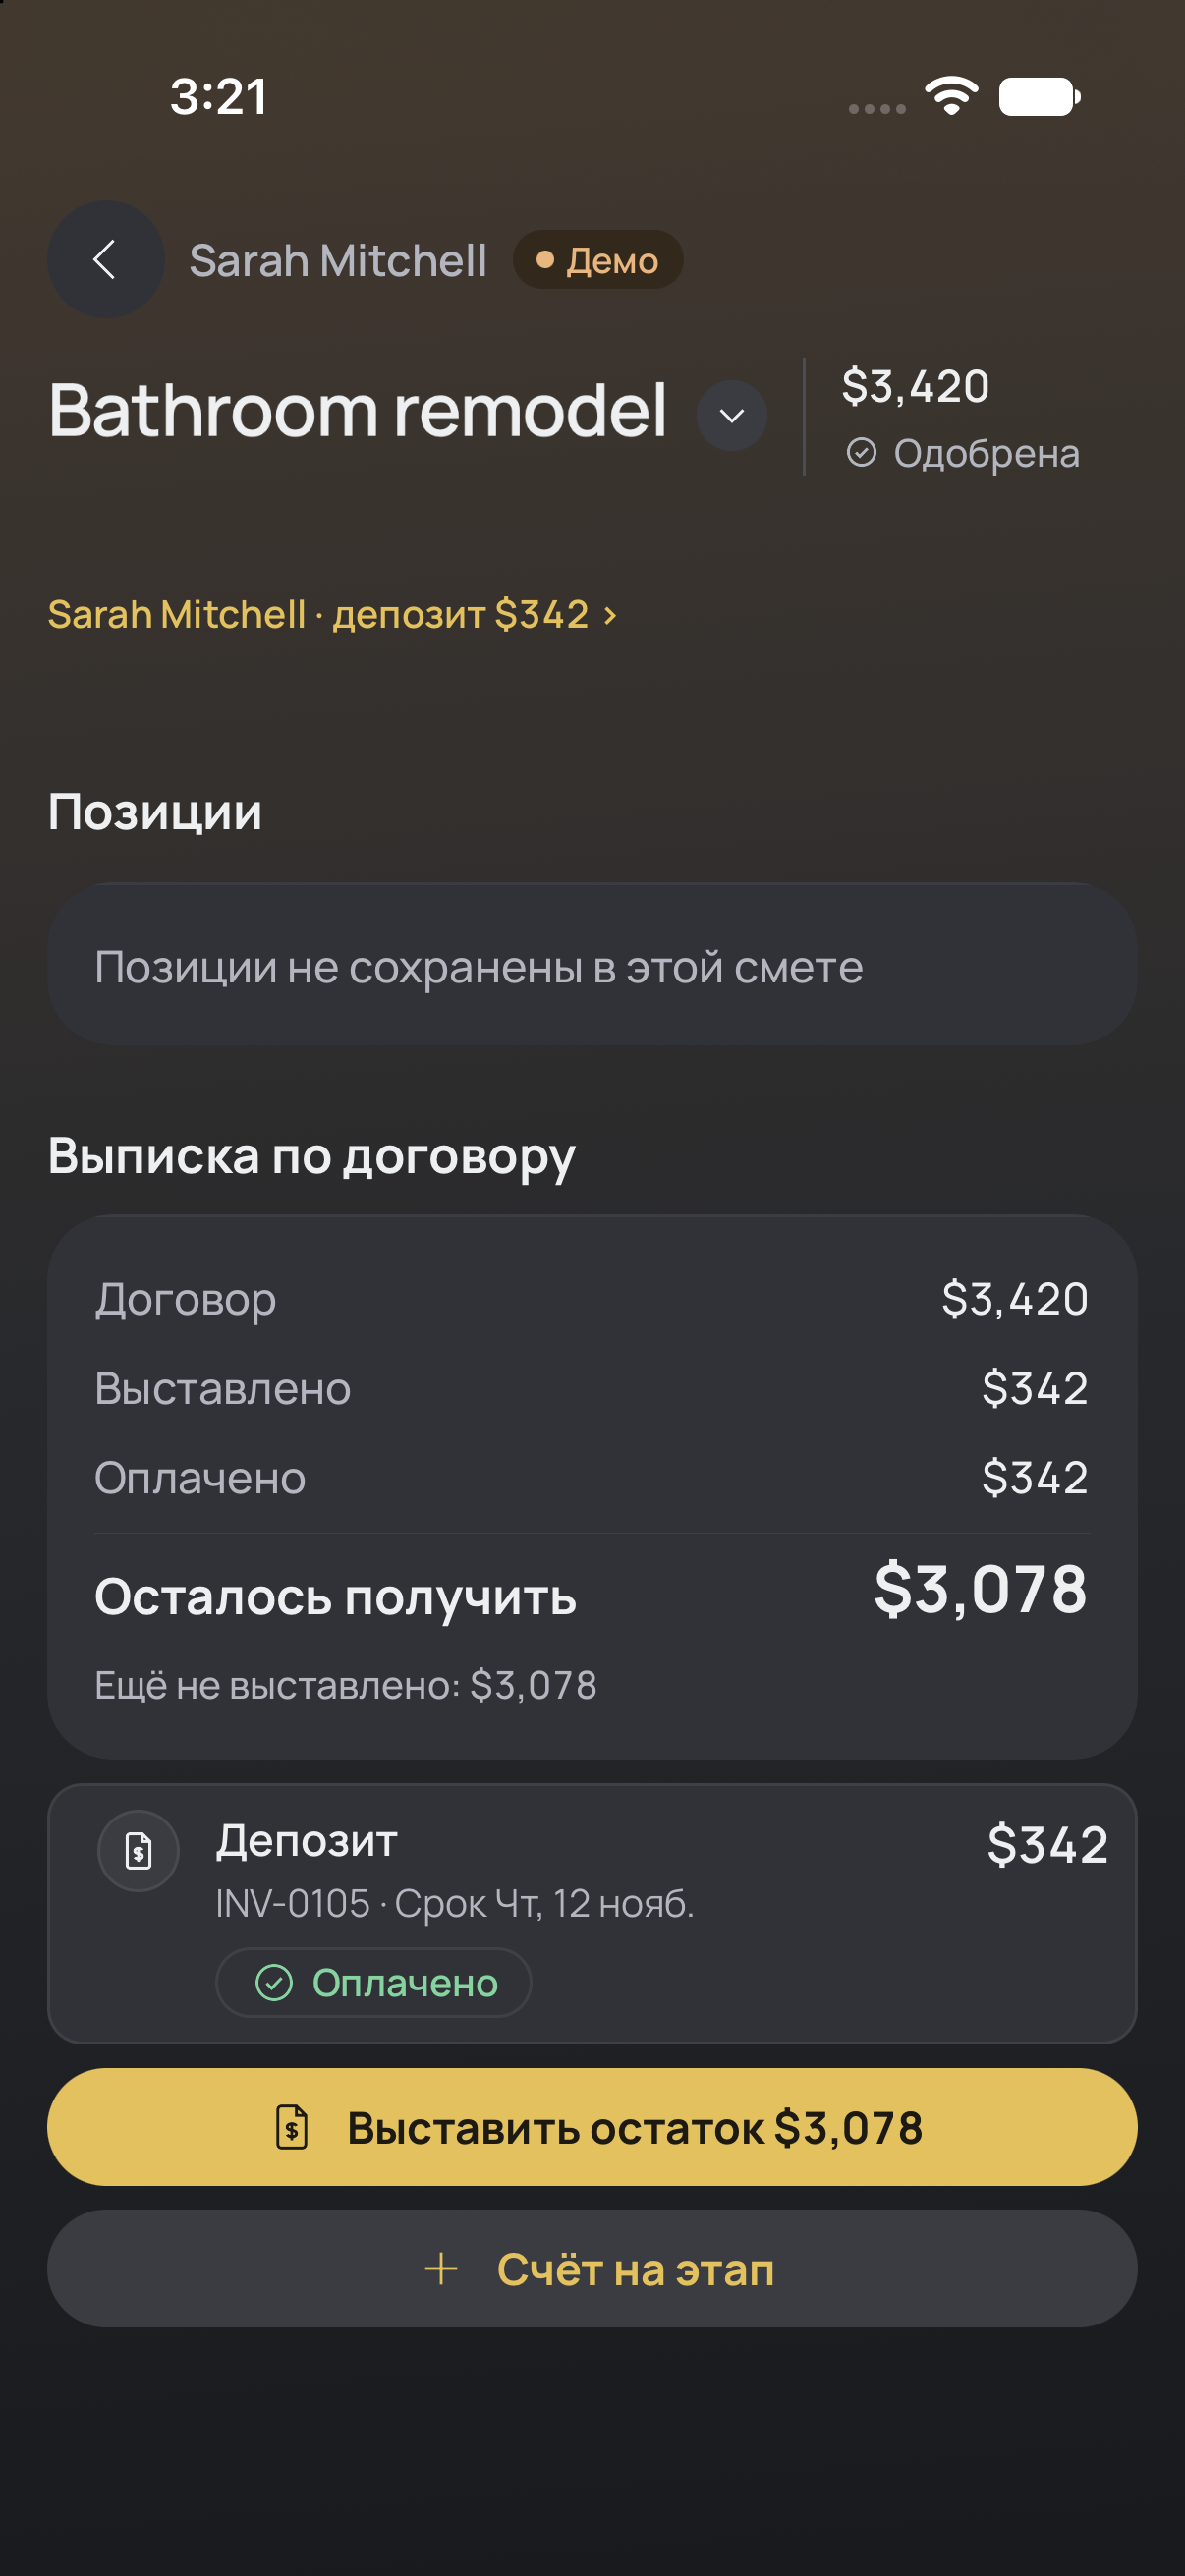 3:21
Sarah Mitchell
Демо
Bathroom remodel
$3,420
Одобрена
Sarah Mitchell · депозит $342 ›
Позиции
Позиции не сохранены в этой смете
Выписка по договору
Договор $3,420
Выставлено $342
Оплачено $342
Осталось получить $3,078
Ещё не выставлено: $3,078
Депозит $342
INV-0105 · Срок Чт, 12 нояб.
Оплачено
Выставить остаток $3,078
Счёт на этап